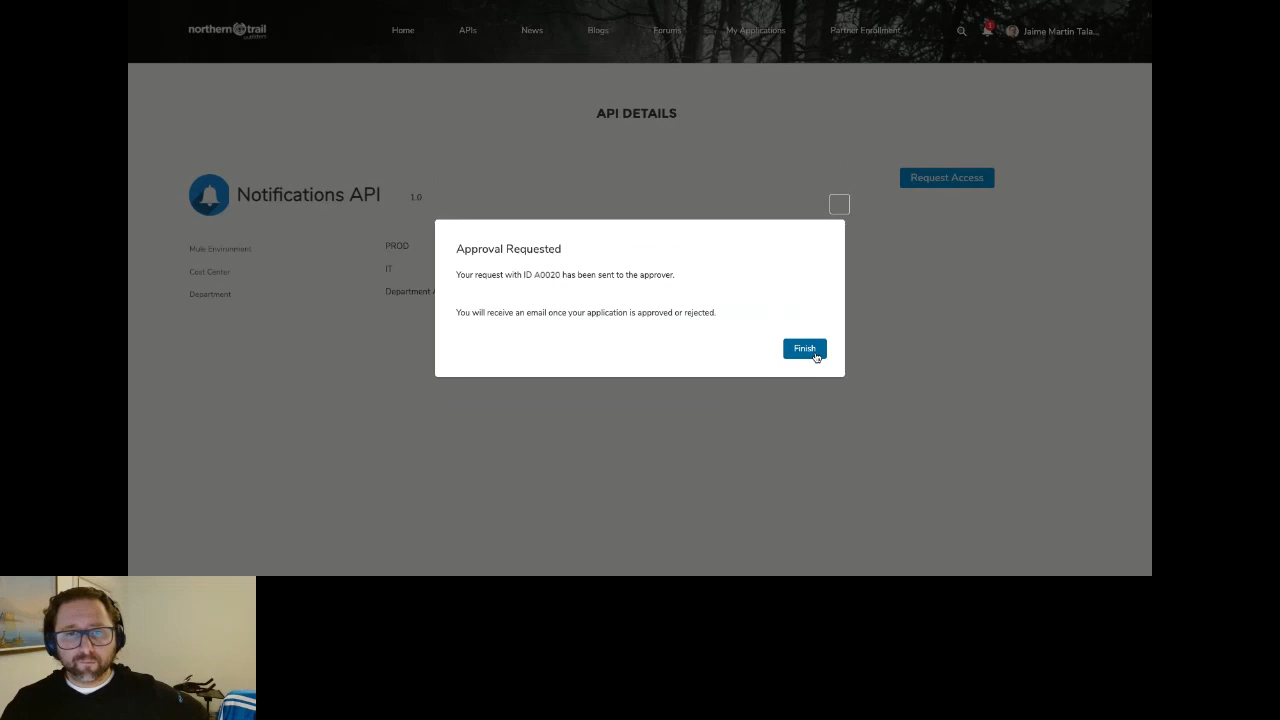 northern trail
outfitters
Home
APIs
News
Blogs
Forums
My Applications
Partner Enrollment
1
Jaime Martin Tala...
API DETAILS
Notifications API
1.0
Request Access
Mule Environment
PROD
Cost Center
IT
Department
Department A
Approval Requested
Your request with ID A0020 has been sent to the approver.
You will receive an email once your application is approved or rejected.
Finish